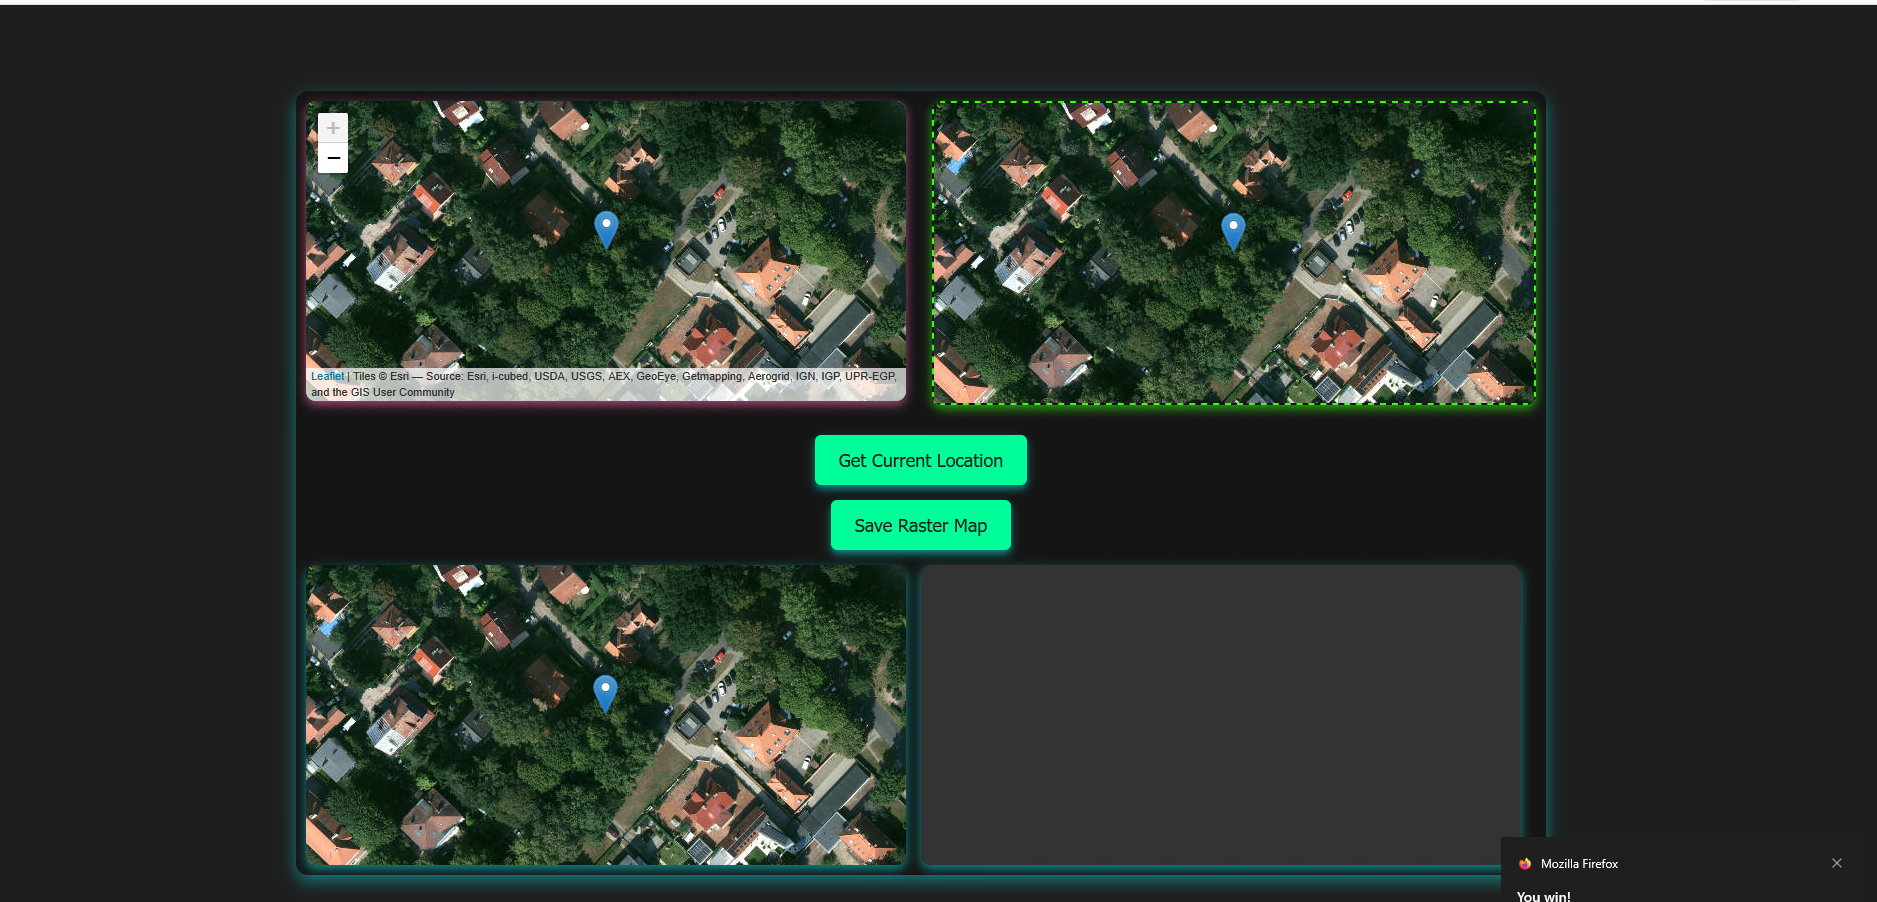 +
−
Leaflet | Tiles © Esri — Source: Esri, i-cubed, USDA, USGS, AEX, GeoEye, Getmapping, Aerogrid, IGN, IGP, UPR-EGP,
and the GIS User Community
Get Current Location
Save Raster Map
Mozilla Firefox
You win!